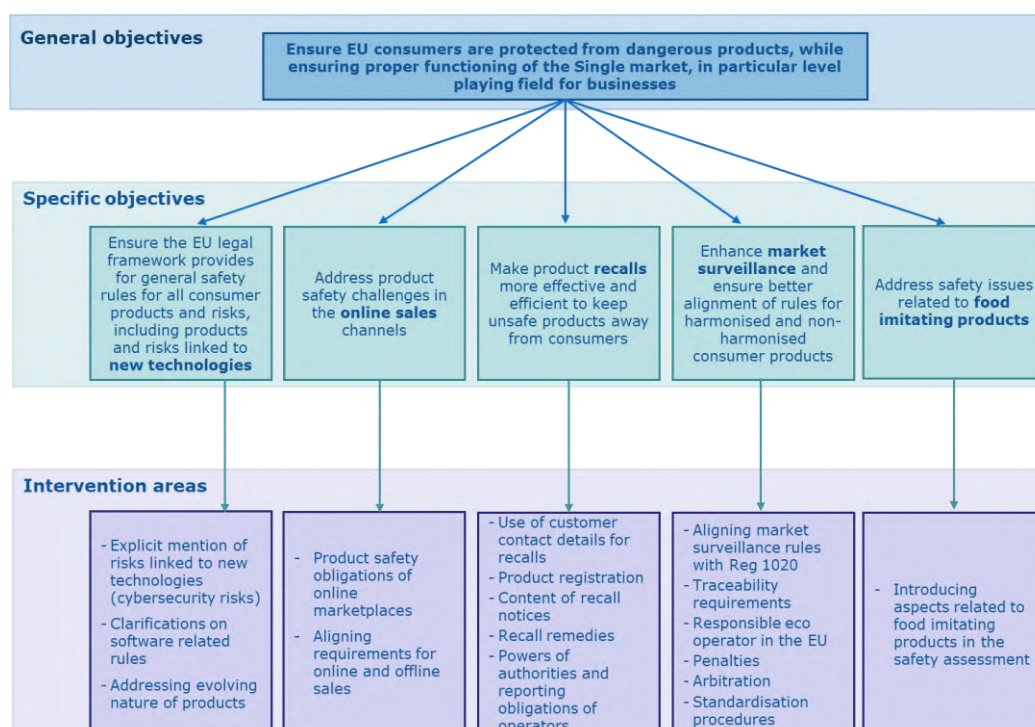 General objectives
Ensure EU consumers are protected from dangerous products, while
ensuring proper functioning of the Single market, in particular level
playing field for businesses
Specific objectives
Ensure the EU legal
framework provides
for general safety
rules for all consumer
products and risks,
including products
and risks linked to
new technologies
Address product
safety challenges in
the online sales
channels
Make product recalls
more effective and
efficient to keep
unsafe products away
from consumers
Enhance market
surveillance and
ensure better
alignment of rules for
harmonised and non-
harmonised
consumer products
Address safety issues
related to food
imitating products
Intervention areas
- Explicit mention of
risks linked to new
technologies
(cybersecurity risks)
- Clarifications on
software related
rules
- Addressing evolving
nature of products
- Product safety
obligations of
online
marketplaces
- Aligning
requirements for
online and offline
sales
- Use of customer
contact details for
recalls
- Product registration
- Content of recall
notices
- Recall remedies
- Powers of
authorities and
reporting
obligations of
operators
- Aligning market
surveillance rules
with Reg 1020
- Traceability
requirements
- Responsible eco
operator in the EU
- Penalties
- Arbitration
- Standardisation
procedures
- Introducing
aspects related to
food imitating
products in the
safety assessment